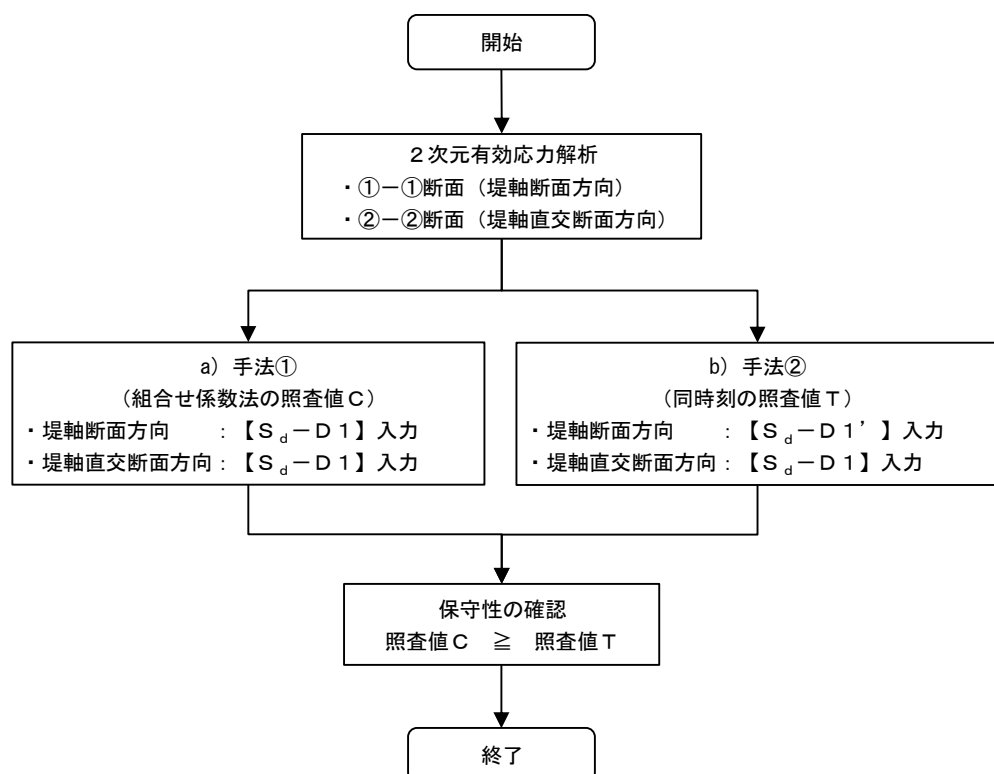 開始
2次元有効応力解析
・①-①断面(堤軸断面方向)
・②-②断面(堤軸直交断面方向)
a) 手法①
(組合せ係数法の照査値C)
・堤軸断面方向 :【Sd-D1】入力
・堤軸直交断面方向:【Sd-D1】入力
b) 手法②
(同時刻の照査値T)
・堤軸断面方向 :【Sd-D1’】入力
・堤軸直交断面方向:【Sd-D1】入力
保守性の確認
照査値C ≧ 照査値T
終了